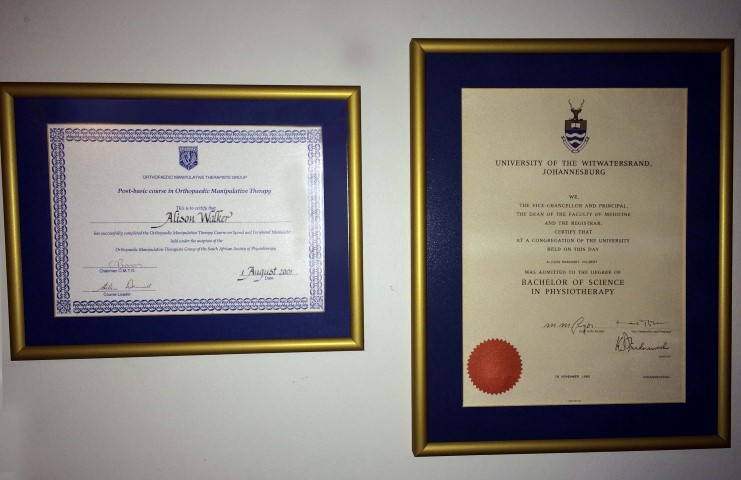 ORTHOPAEDIC MANIPULATIVE THERAPISTS GROUP
Post-basic course in Orthopaedic Manipulative Therapy
This is to certify that
Alison Walker
has successfully completed the Orthopaedic Manipulative Therapy Course on Spinal and Peripheral Manipulation
held under the auspices of the
Orthopaedic Manipulative Therapists Group of the South African Society of Physiotherapy
Chairman O.M.T.G.
1 August 2001
Date
Course Leader
UNIVERSITY OF THE WITWATERSRAND,
JOHANNESBURG
WE,
THE VICE-CHANCELLOR AND PRINCIPAL,
THE DEAN OF THE FACULTY OF MEDICINE
AND THE REGISTRAR,
CERTIFY THAT
AT A CONGREGATION OF THE UNIVERSITY
HELD ON THIS DAY
MARGARET
WAS ADMITTED TO THE DEGREE OF
BACHELOR OF SCIENCE
IN PHYSIOTHERAPY
JOHANNESBURG